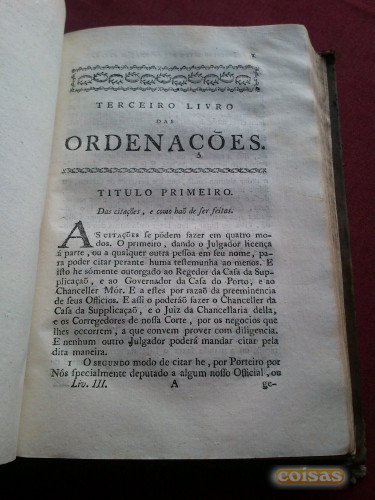 TERCEIRO LIVRO
DAS
ORDENAÇÕES.
TITULO PRIMEIRO.
Das citações, e como haõ de ser feitas.
AS CITAÇÕES se pódem fazer em quatro mo-
dos. O primeiro, dando o Julgador licença
á parte, ou a qualquer outra pessoa em seu nome, pa-
ra poder citar perante huma testemunha ao menos. E
isto he sómente outorgado ao Regedor da Casa da Sup-
plicaçaõ, e ao Governador da Casa do Porto, e ao
Chanceller Mór. E a estes por razaõ da preeminencia
de seus Officios. E assi o poderáõ fazer o Chanceller da
Casa da Supplicaçaõ, e o Juiz da Chancellaria della,
e os Corregedores de nossa Corte, por os negocios que
lhes occorrem, a que convem prover com diligencia.
E nenhum outro Julgador poderá mandar citar pela
dita maneira.
1 O SEGUNDO modo de citar he, por Porteiro por
Nós specialmente deputado a algum nosso Official, ou
Liv. III. A ge-
coisas